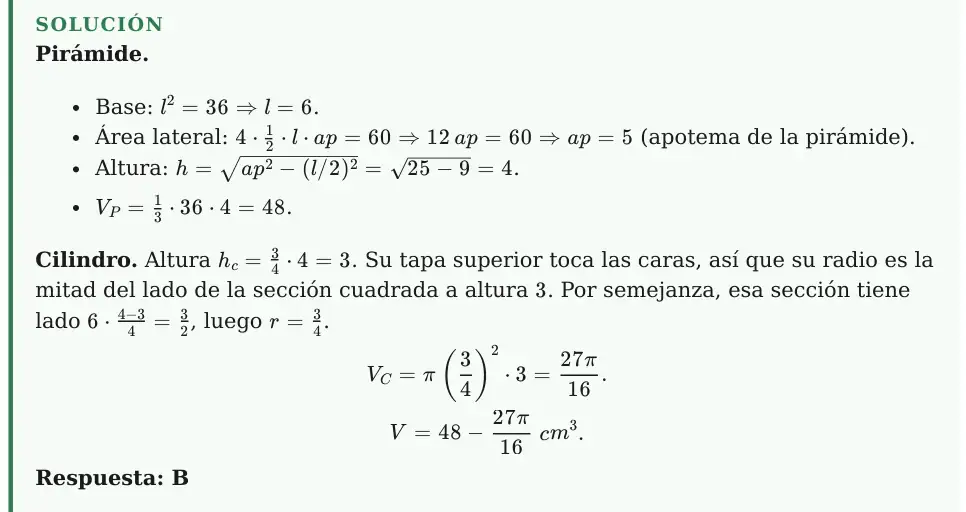 SOLUCIÓN
Pirámide.
• Base: l² = 36 ⇒ l = 6.
• Área lateral: 4 · 1/2 · l · ap = 60 ⇒ 12 ap = 60 ⇒ ap = 5 (apotema de la pirámide).
• Altura: h = √(ap² − (l/2)²) = √(25 − 9) = 4.
• V_P = 1/3 · 36 · 4 = 48.
Cilindro. Altura h_c = 3/4 · 4 = 3. Su tapa superior toca las caras, así que su radio es la
mitad del lado de la sección cuadrada a altura 3. Por semejanza, esa sección tiene
lado 6 · (4−3)/4 = 3/2, luego r = 3/4.
V_C = π (3/4)² · 3 = 27π/16.
V = 48 − 27π/16 cm³.
Respuesta: B